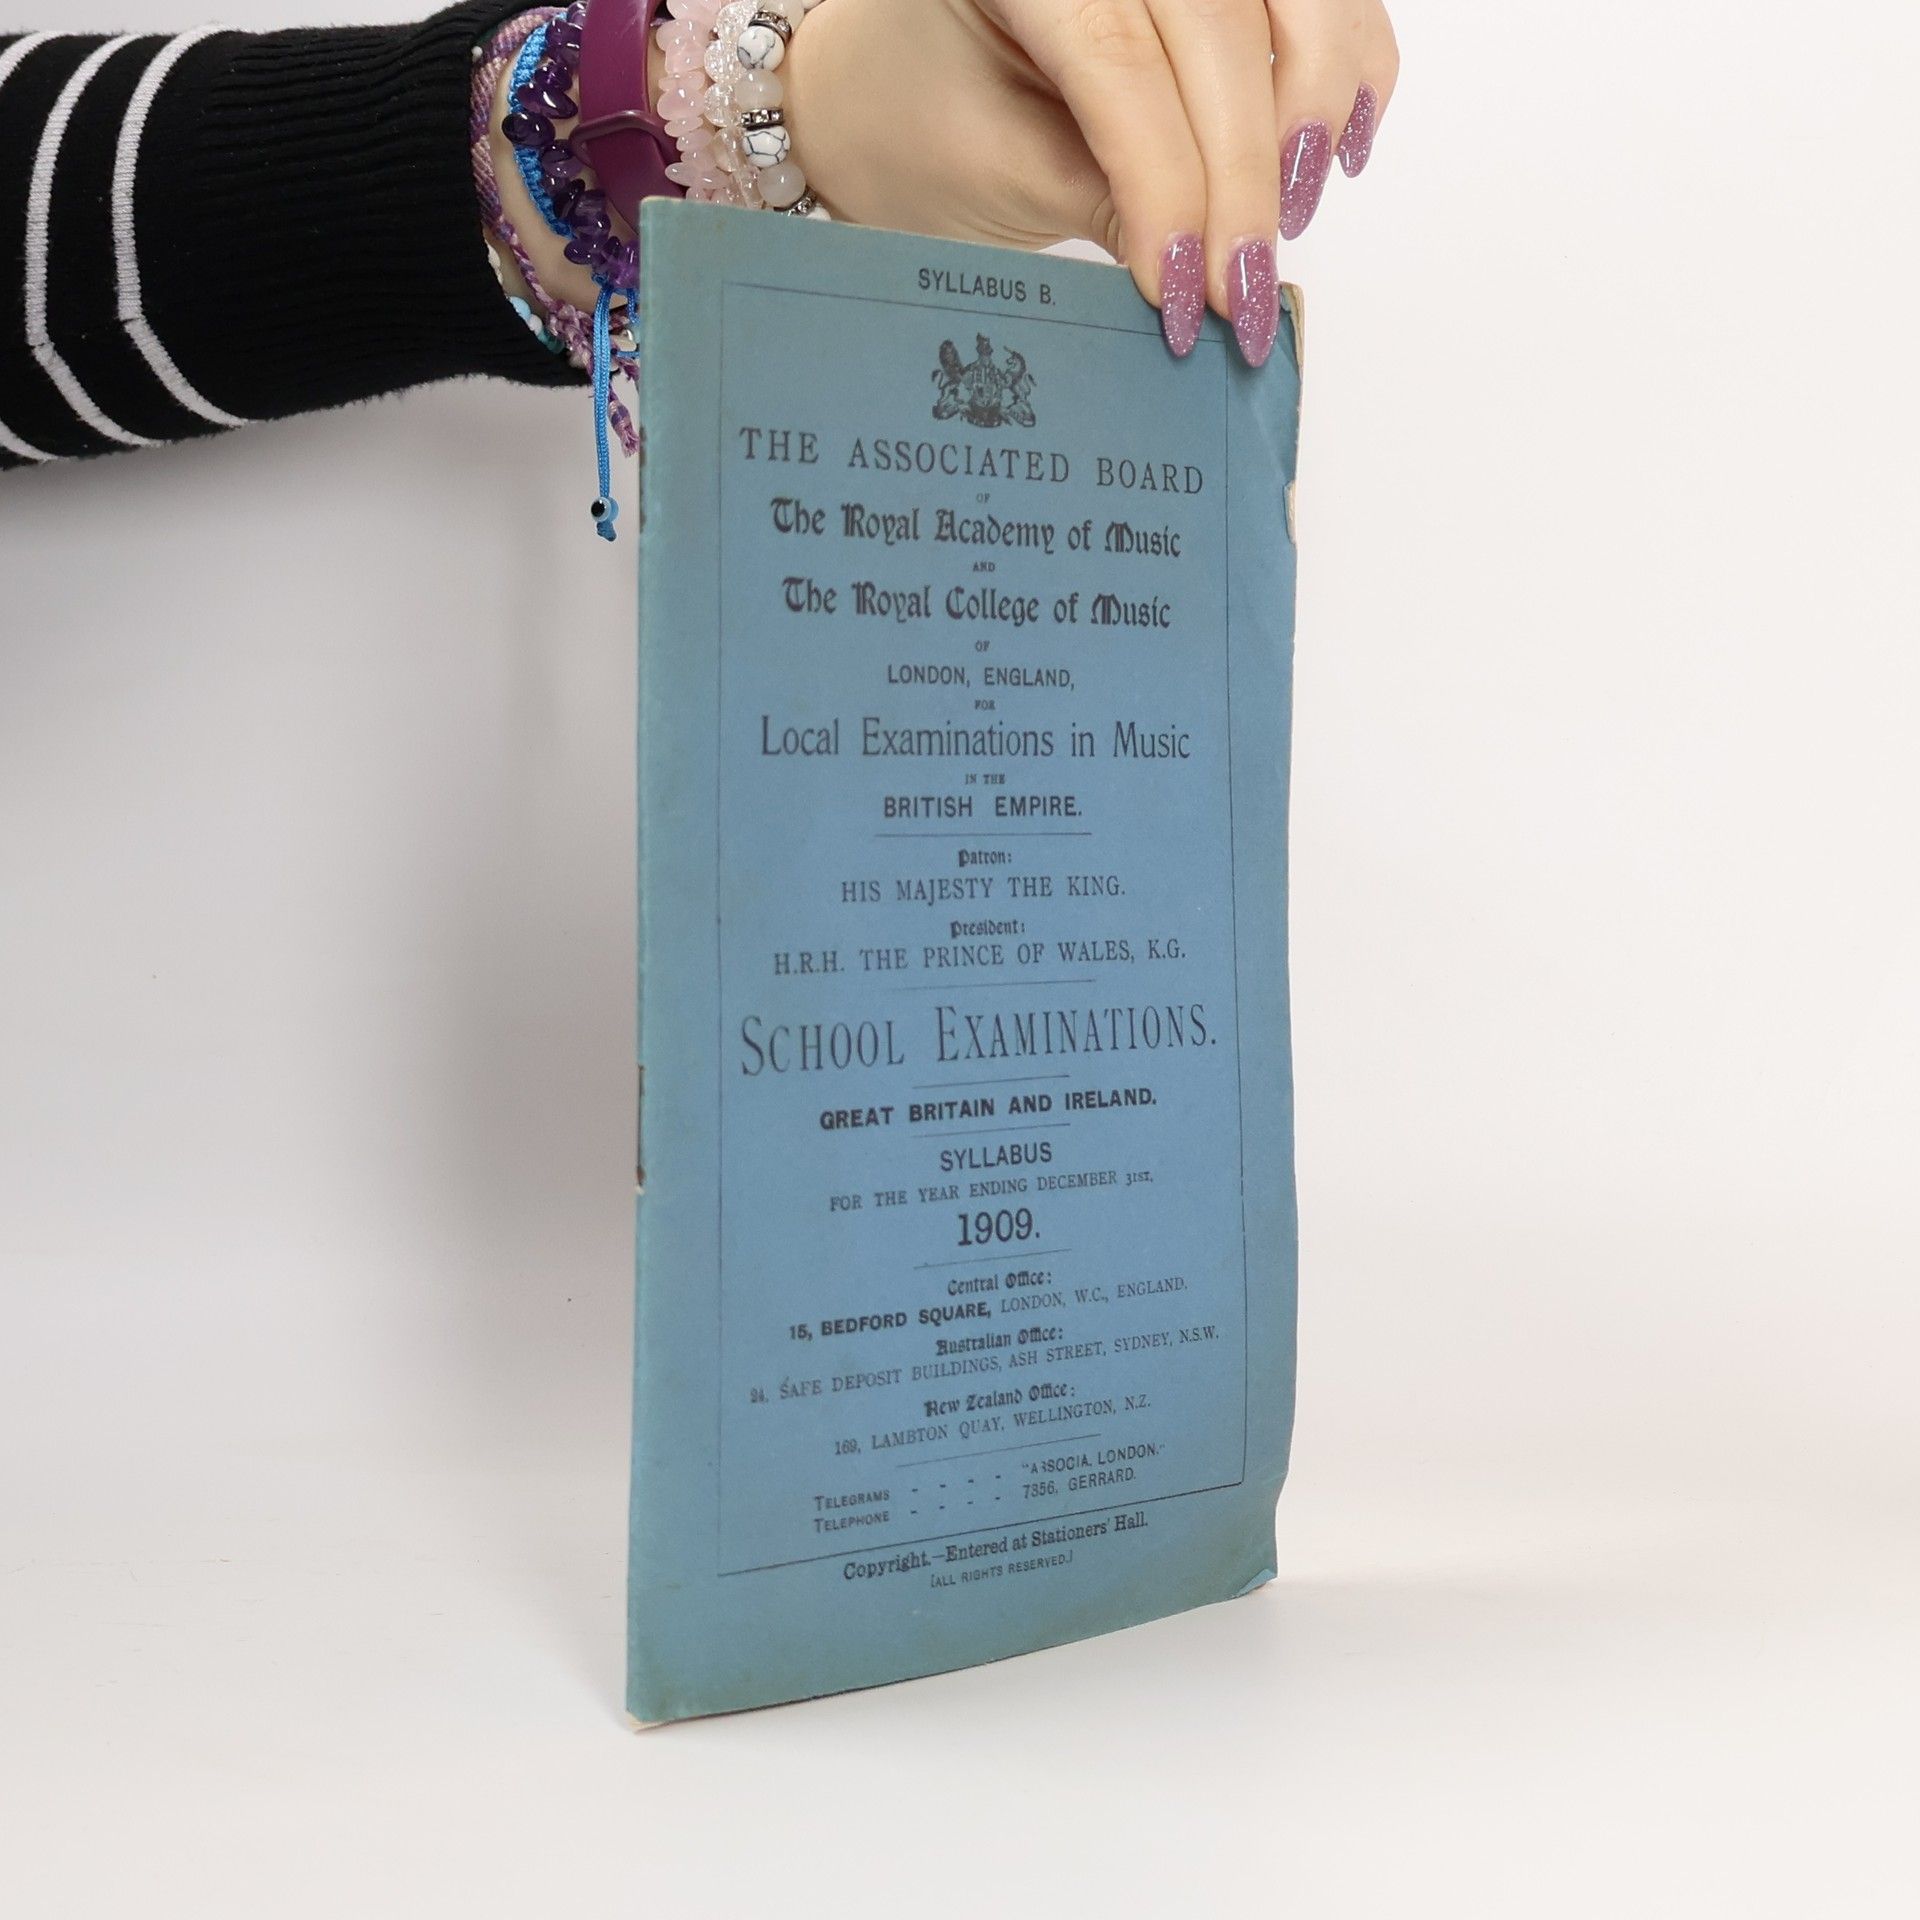 SYLLABUS B.
THE ASSOCIATED BOARD
OF
The Royal Academy of Music
AND
The Royal College of Music
OF
LONDON, ENGLAND,
FOR
Local Examinations in Music
IN THE
BRITISH EMPIRE.
Patron:
HIS MAJESTY THE KING.
President:
H.R.H. THE PRINCE OF WALES, K.G.
SCHOOL EXAMINATIONS.
GREAT BRITAIN AND IRELAND.
SYLLABUS
FOR THE YEAR ENDING DECEMBER 31ST,
1909.
Central Office:
15, BEDFORD SQUARE, LONDON, W.C., ENGLAND.
Australian Office:
24, SAFE DEPOSIT BUILDINGS, ASH STREET, SYDNEY, N.S.W.
New Zealand Office:
169, LAMBTON QUAY, WELLINGTON, N.Z.
TELEGRAMS - - - - "ASSOCIA, LONDON."
TELEPHONE - - - - 7356, GERRARD.
Copyright.—Entered at Stationers' Hall.
[ALL RIGHTS RESERVED.]